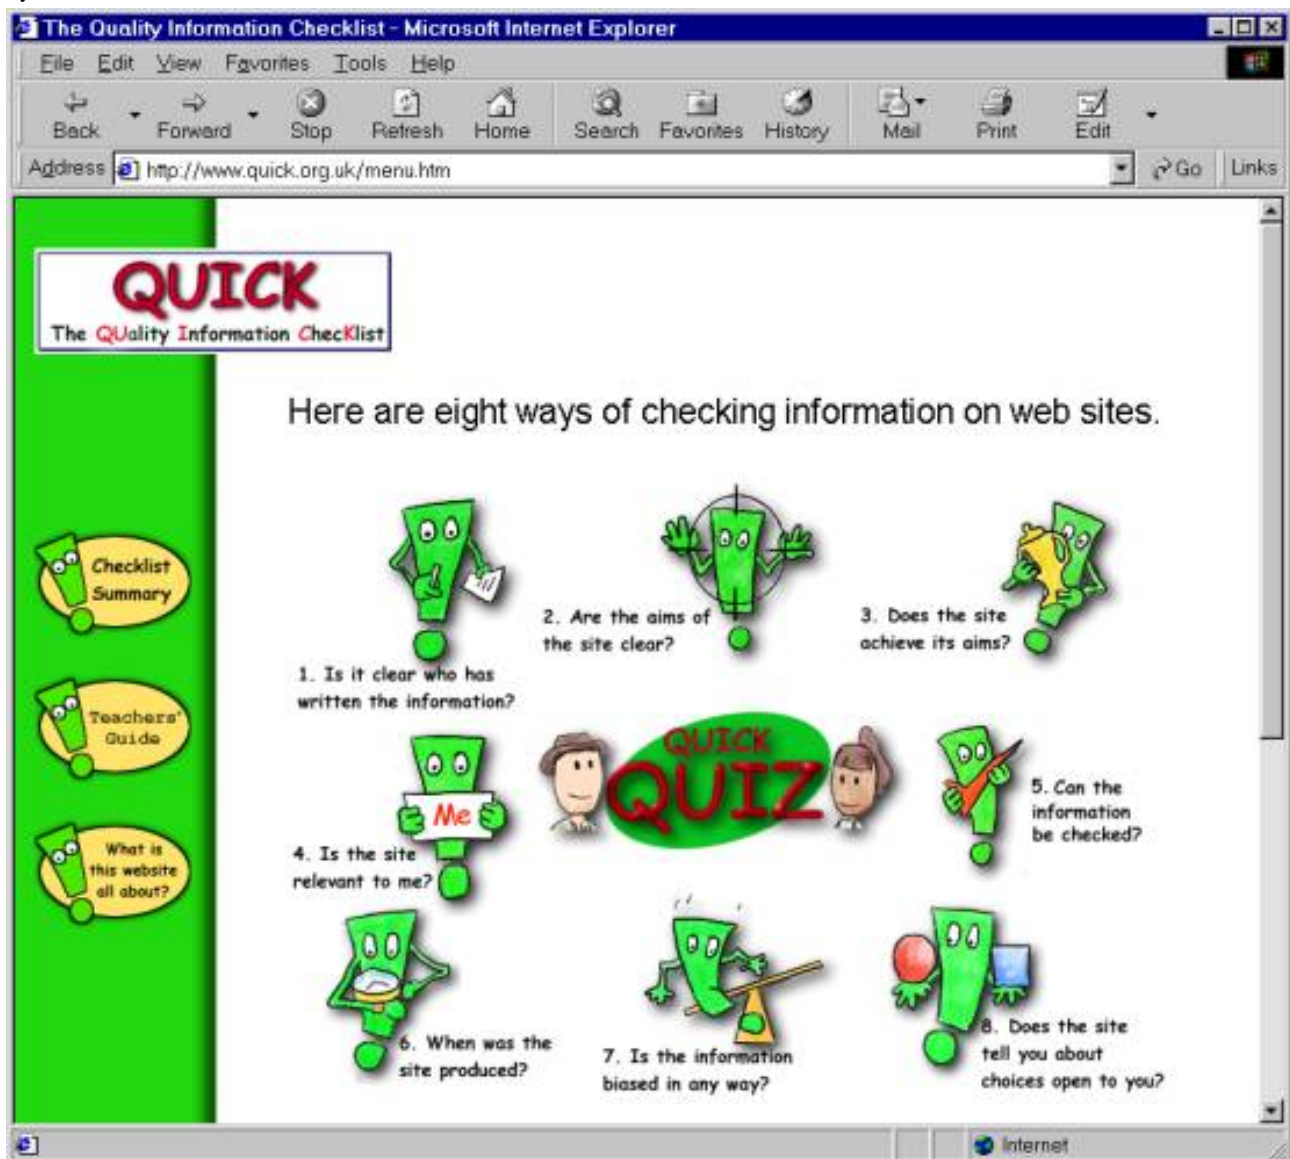 The Quality Information Checklist - Microsoft Internet Explorer
File Edit View Favorites Tools Help
Back Forward Stop Refresh Home Search Favorites History Mail Print Edit
Address http://www.quick.org.uk/menu.htm Go Links
QUICK
The QUality Information ChecKlist
Here are eight ways of checking information on web sites.
Checklist
Summary
Teachers'
Guide
What is
this website
all about?
1. Is it clear who has
written the information?
2. Are the aims of
the site clear?
3. Does the site
achieve its aims?
Me
4. Is the site
relevant to me?
QUICK
QUIZ
5. Can the
information
be checked?
6. When was the
site produced?
7. Is the information
biased in any way?
8. Does the site
tell you about
choices open to you?
Internet